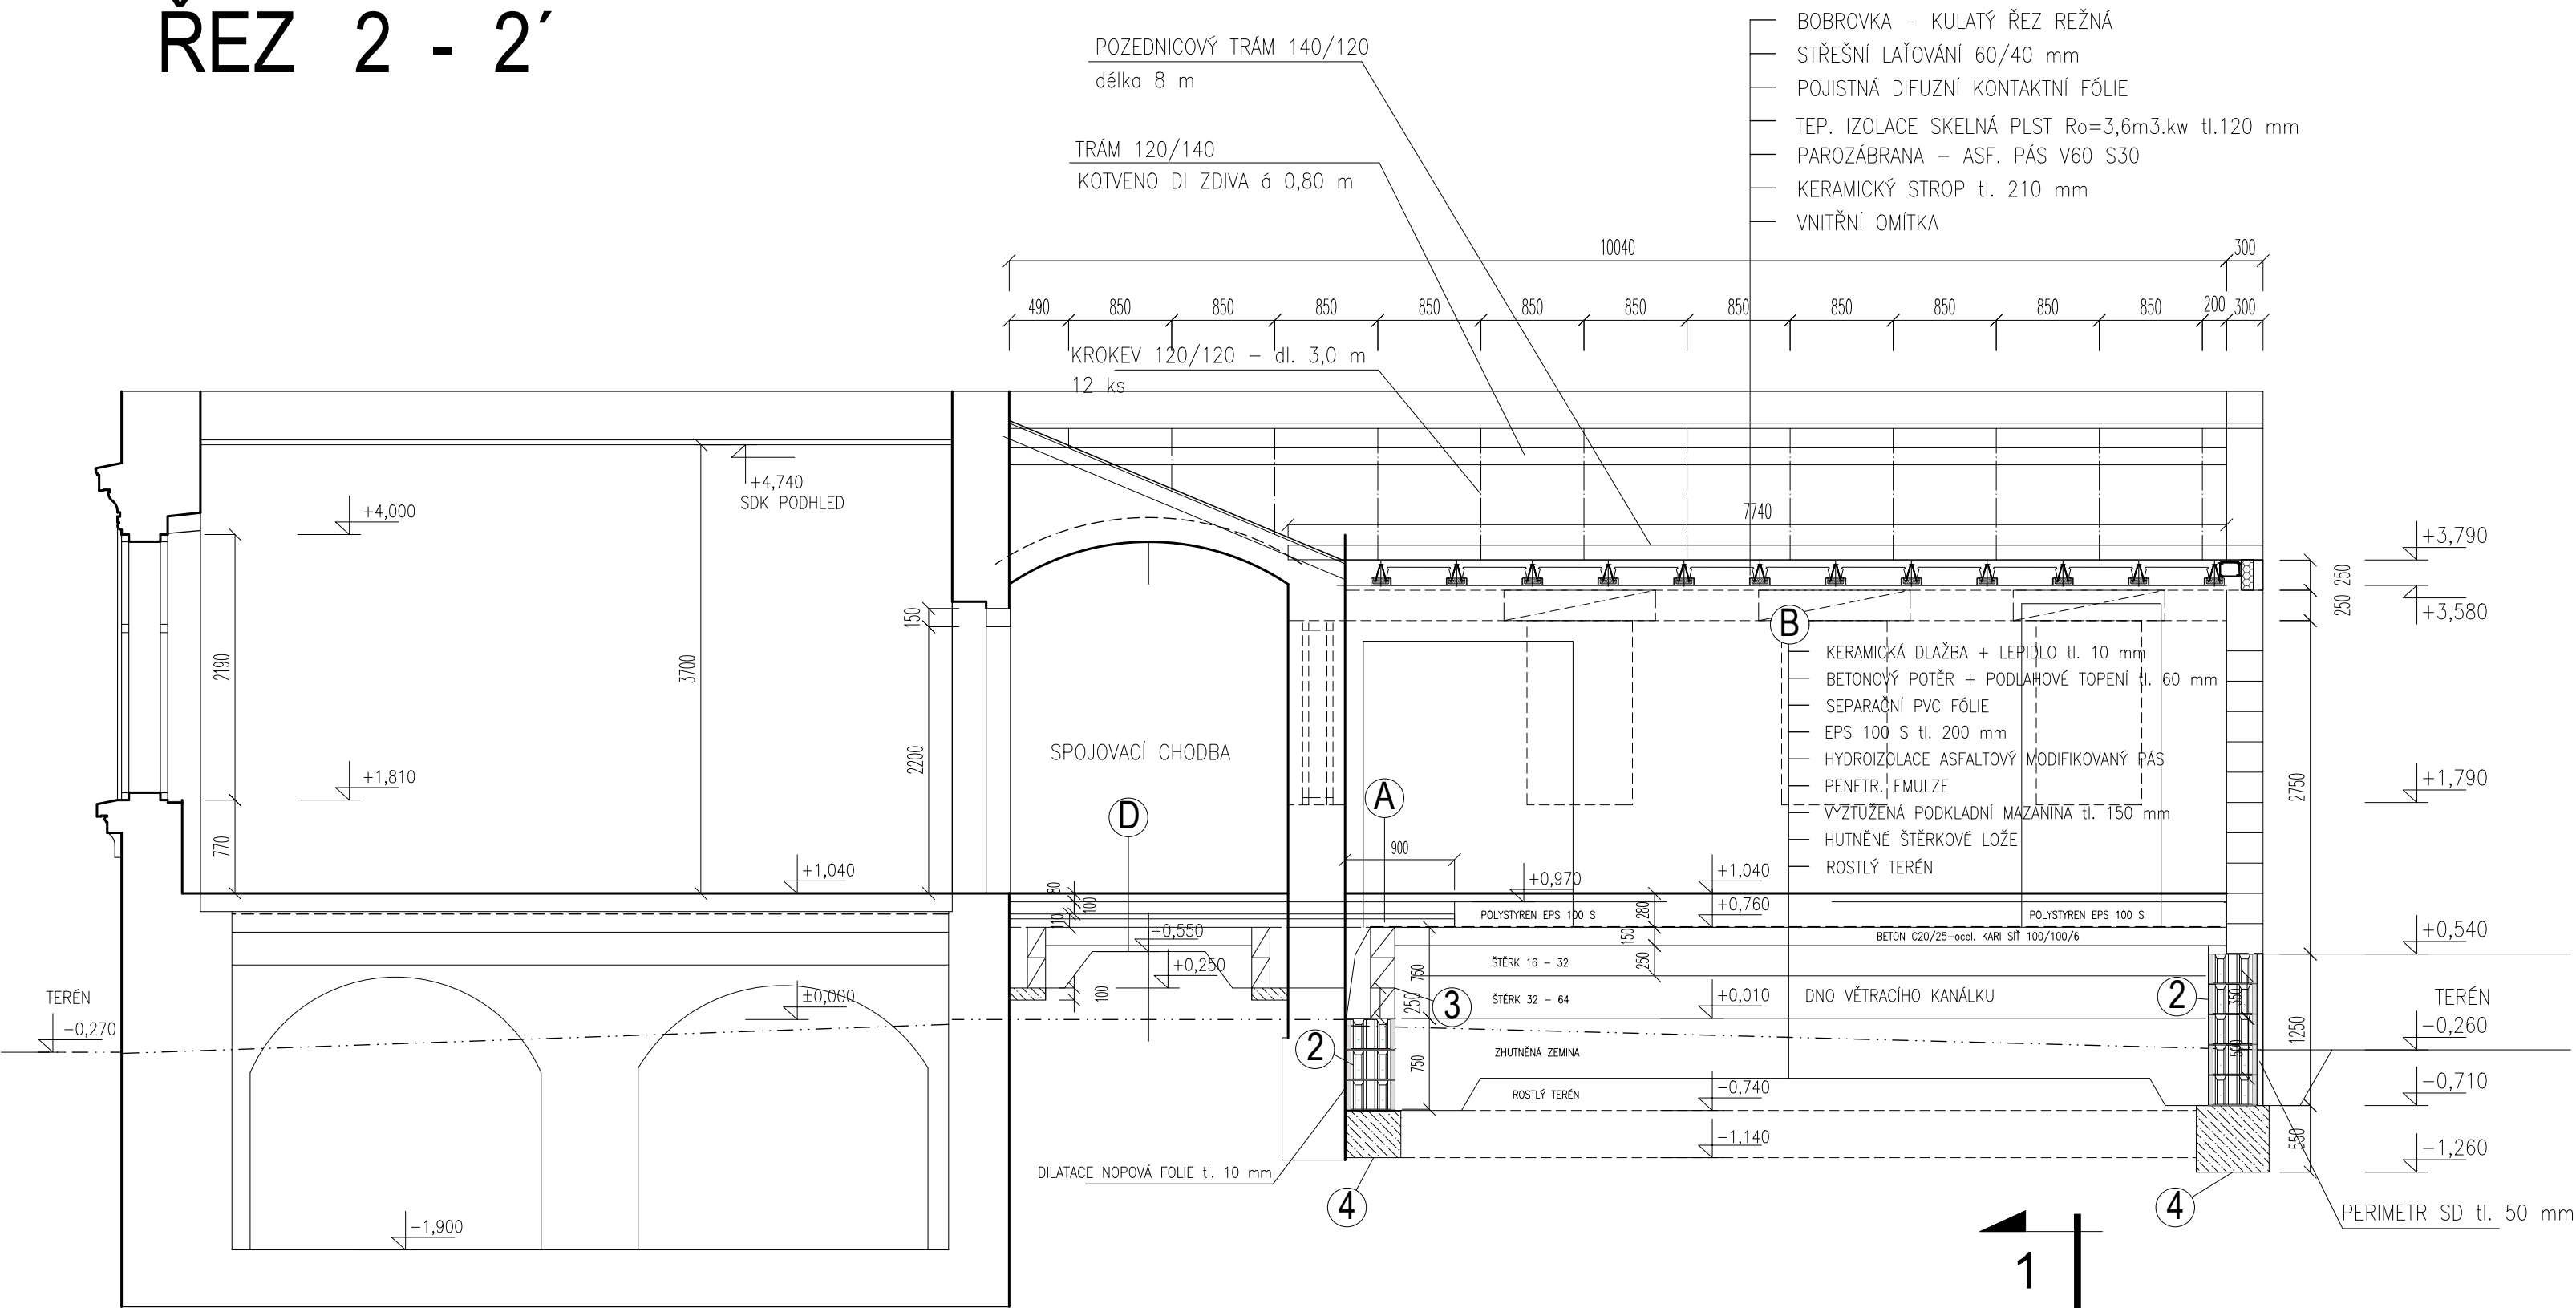 ŘEZ 2 - 2´
POZEDNICOVÝ TRÁM 140/120
délka 8 m
TRÁM 120/140
KOTVENO DI ZDIVA á 0,80 m
BOBROVKA – KULATÝ ŘEZ REŽNÁ
STŘEŠNÍ LAŤOVÁNÍ 60/40 mm
POJISTNÁ DIFUZNÍ KONTAKTNÍ FÓLIE
TEP. IZOLACE SKELNÁ PLST Ro=3,6m3.kw tl.120 mm
PAROZÁBRANA – ASF. PÁS V60 S30
KERAMICKÝ STROP tl. 210 mm
VNITŘNÍ OMÍTKA
10040
300
490
850
850
850
850
850
850
850
850
850
850
850
200
300
KROKEV 120/120 – dl. 3,0 m
12 ks
+4,740
SDK PODHLED
+4,000
7740
+3,790
250
250
+3,580
150
2190
3700
2200
770
+1,810
SPOJOVACÍ CHODBA
D
A
B
KERAMICKÁ DLAŽBA + LEPIDLO tl. 10 mm
BETONOVÝ POTĚR + PODLAHOVÉ TOPENÍ tl. 60 mm
SEPARAČNÍ PVC FÓLIE
EPS 100 S tl. 200 mm
HYDROIZOLACE ASFALTOVÝ MODIFIKOVANÝ PÁS
PENETR. EMULZE
VYZTUŽENÁ PODKLADNÍ MAZANINA tl. 150 mm
HUTNĚNÉ ŠTĚRKOVÉ LOŽE
ROSTLÝ TERÉN
2750
+1,790
900
+1,040
+0,970
+1,040
80
100
110
POLYSTYREN EPS 100 S
280
+0,760
POLYSTYREN EPS 100 S
+0,550
150
BETON C20/25-ocel. KARI SÍŤ 100/100/6
+0,540
+0,250
750
ŠTĚRK 16 – 32
250
100
TERÉN
-0,270
±0,000
250
3
ŠTĚRK 32 – 64
+0,010
DNO VĚTRACÍHO KANÁLKU
2
350
TERÉN
-0,260
1250
2
750
ZHUTNĚNÁ ZEMINA
500
ROSTLÝ TERÉN
-0,740
-0,710
-1,140
550
-1,260
DILATACE NOPOVÁ FOLIE tl. 10 mm
4
4
PERIMETR SD tl. 50 mm
-1,900
1